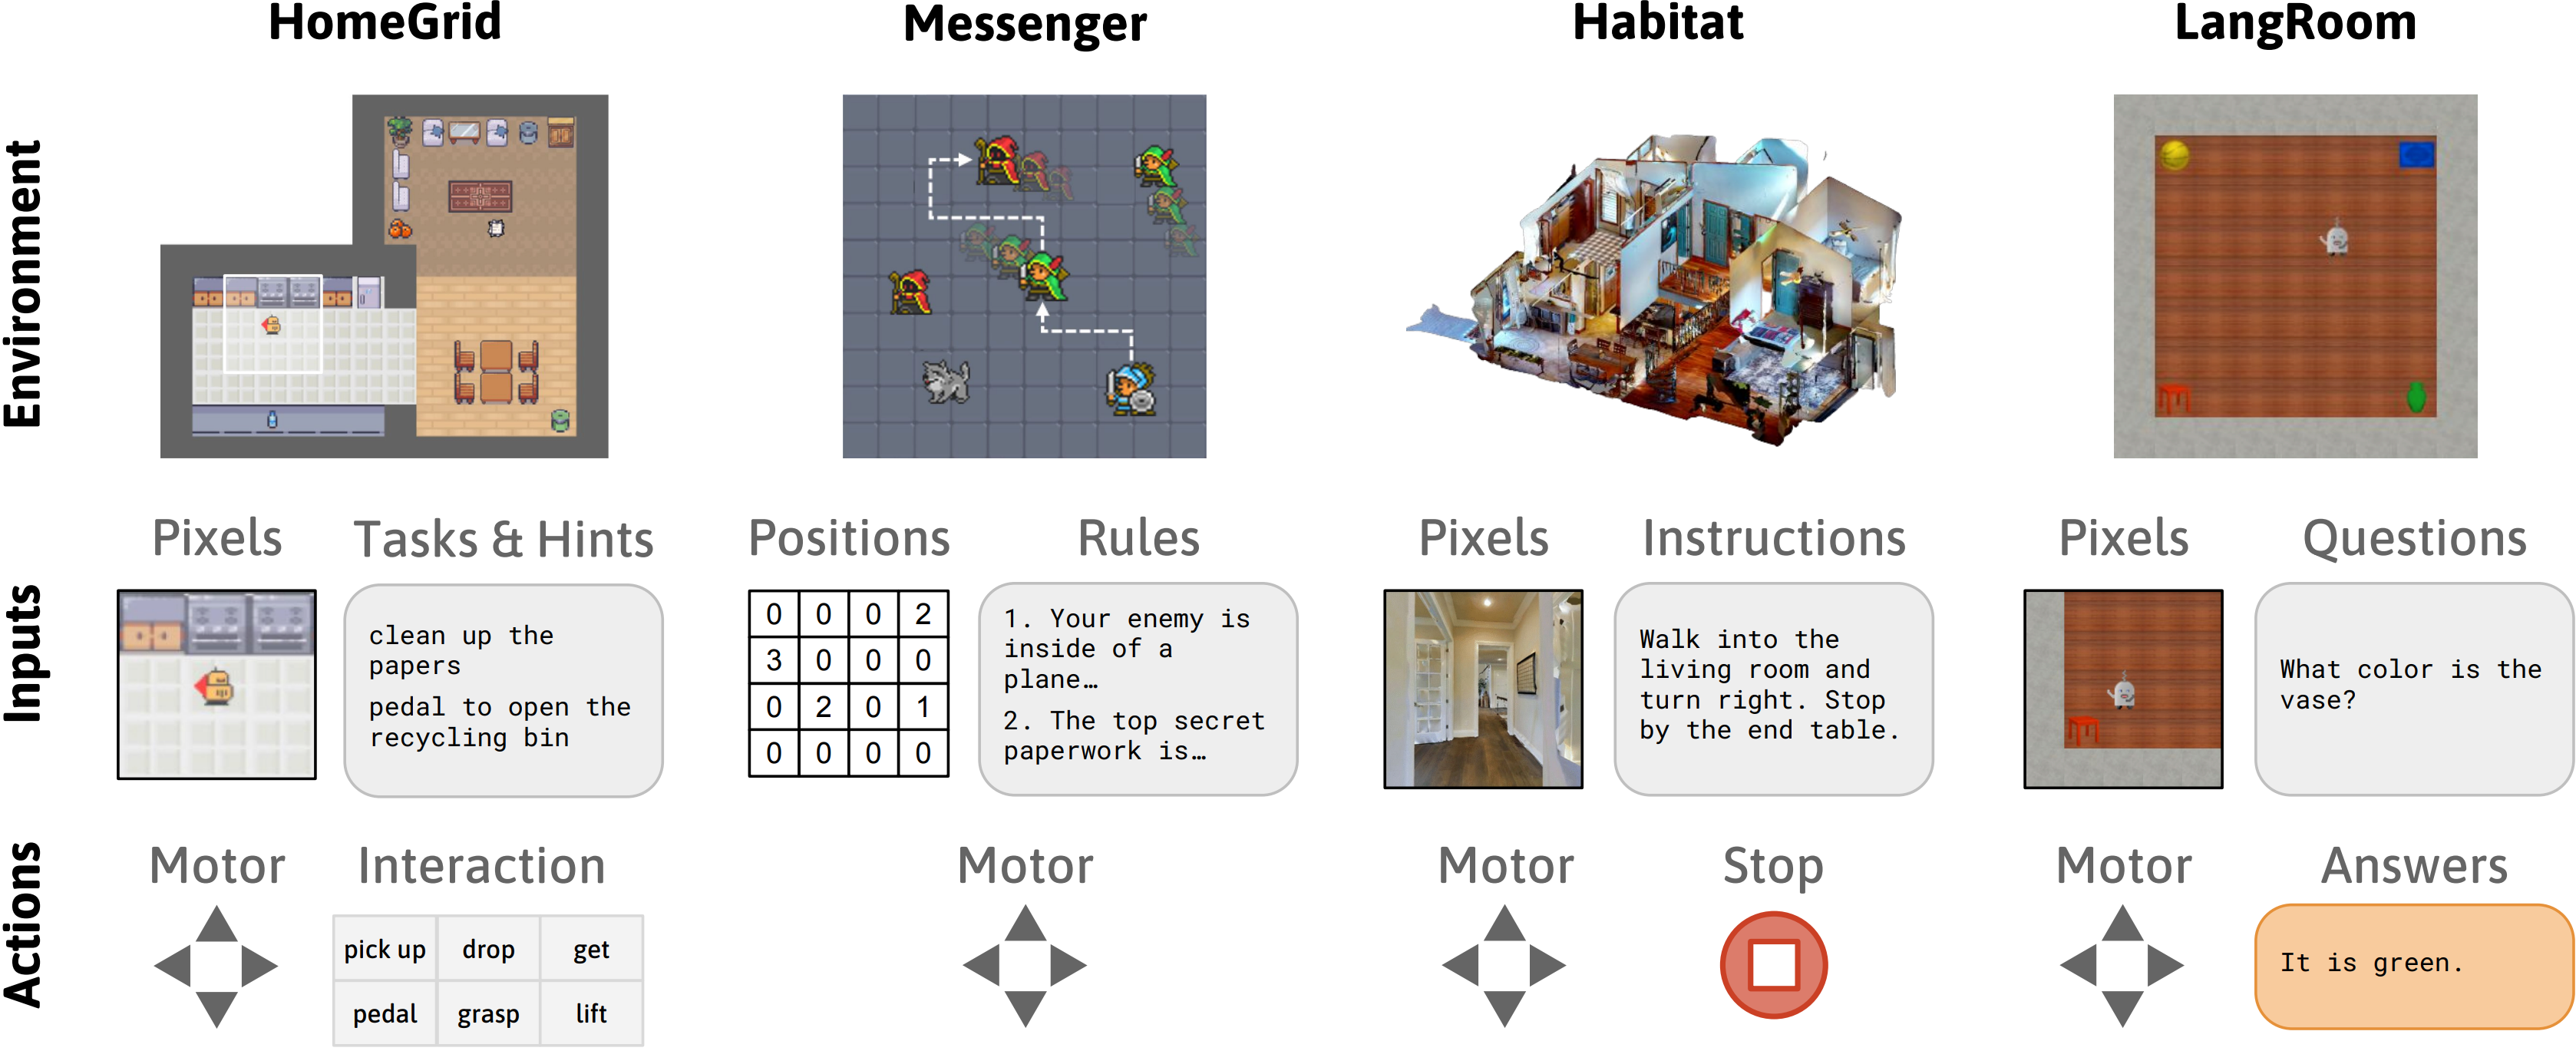 HomeGrid
Messenger
Habitat
LangRoom
Environment
Inputs
Pixels
Tasks & Hints
clean up the
papers
pedal to open the
recycling bin
Positions
0 0 0 2
3 0 0 0
0 2 0 1
0 0 0 0
Rules
1. Your enemy is
inside of a
plane…
2. The top secret
paperwork is…
Pixels
Instructions
Walk into the
living room and
turn right. Stop
by the end table.
Pixels
Questions
What color is the
vase?
Actions
Motor
Interaction
pick up drop get
pedal grasp lift
Motor
Motor
Stop
Motor
Answers
It is green.